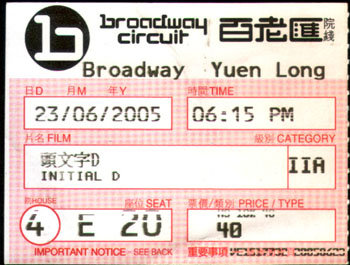 broadway circuit 百老匯院綫
Broadway Yuen Long
日D 月M 年Y 時間TIME
23/06/2005 06:15 PM
片名 FILM 級別 CATEGORY
頭文字D
INITIAL D IIA
院HOUSE 座位 SEAT 票價/類別 PRICE / TYPE
4 E 20 40
IMPORTANT NOTICE - SEE BACK 重要事項